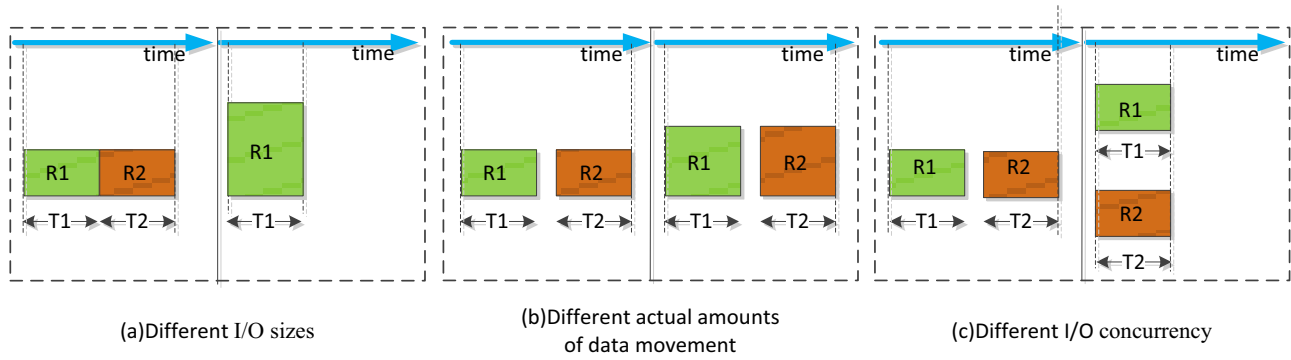 time
time
R1
R2
R1
T1
T2
T1
(a)Different I/O sizes
time
time
R1
R2
R1
R2
T1
T2
T1
T2
(b)Different actual amounts
of data movement
time
time
R1
R2
T1
T2
R1
T1
R2
T2
(c)Different I/O concurrency